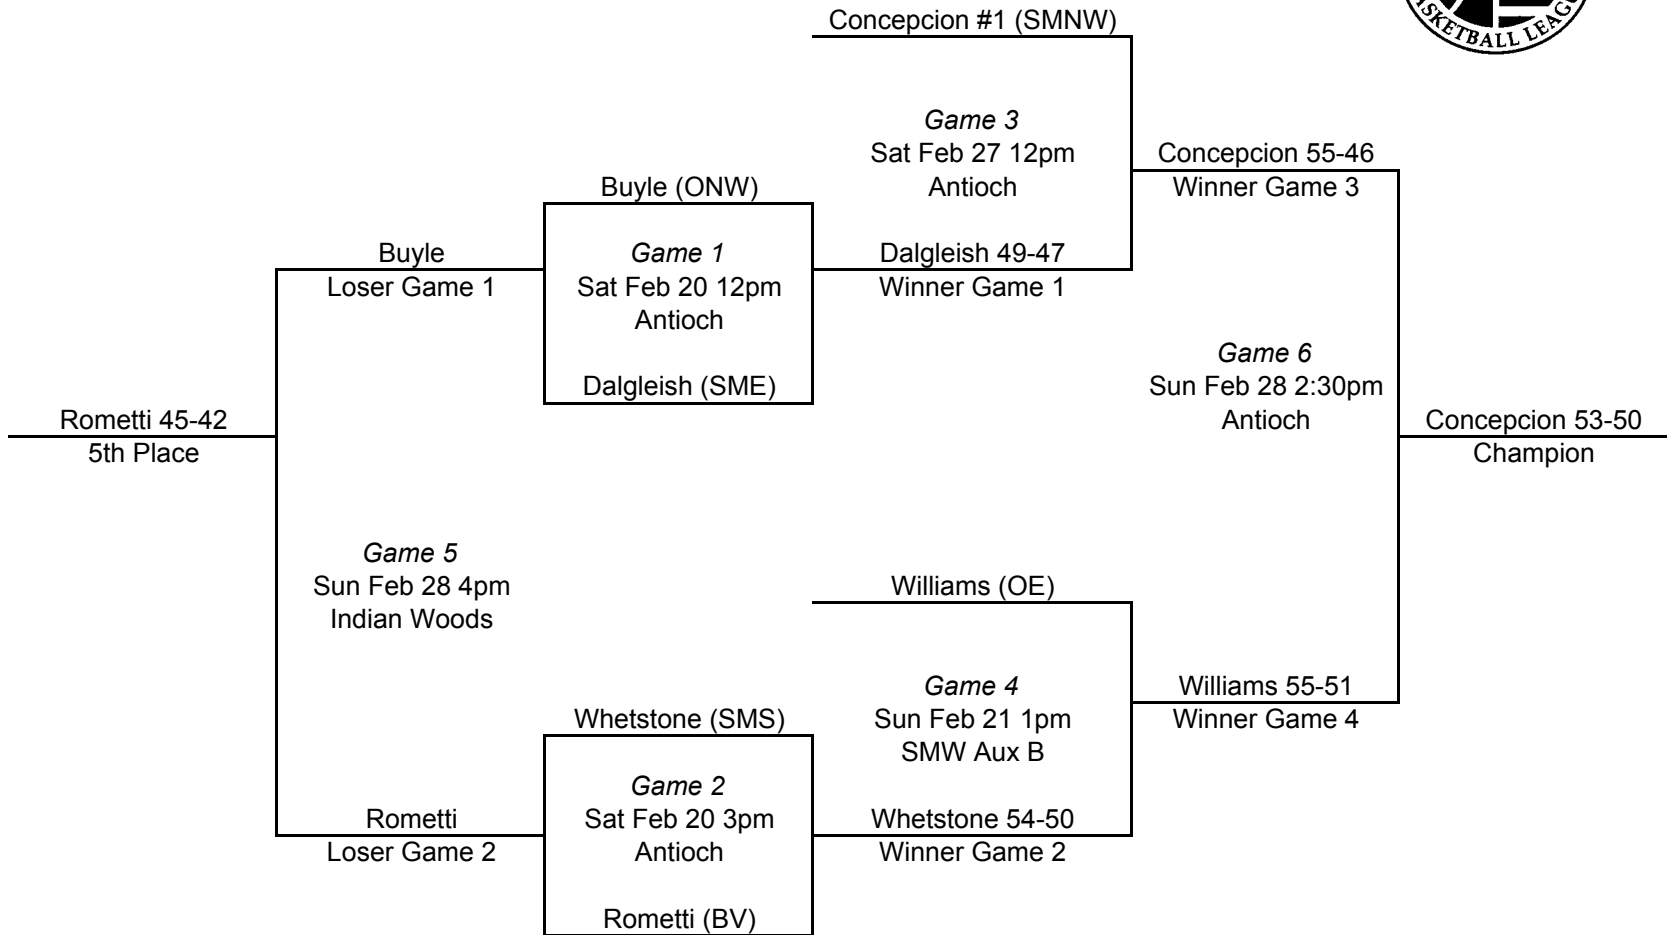 Concepcion #1 (SMNW)
BASKETBALL LEAGUE
Game 3
Sat Feb 27 12pm
Antioch
Concepcion 55-46
Winner Game 3
Buyle (ONW)
Buyle
Loser Game 1
Game 1
Sat Feb 20 12pm
Antioch
Dalgleish 49-47
Winner Game 1
Dalgleish (SME)
Game 6
Sun Feb 28 2:30pm
Antioch
Rometti 45-42
5th Place
Concepcion 53-50
Champion
Game 5
Sun Feb 28 4pm
Indian Woods
Williams (OE)
Game 4
Sun Feb 21 1pm
SMW Aux B
Williams 55-51
Winner Game 4
Whetstone (SMS)
Game 2
Sat Feb 20 3pm
Antioch
Rometti
Loser Game 2
Whetstone 54-50
Winner Game 2
Rometti (BV)